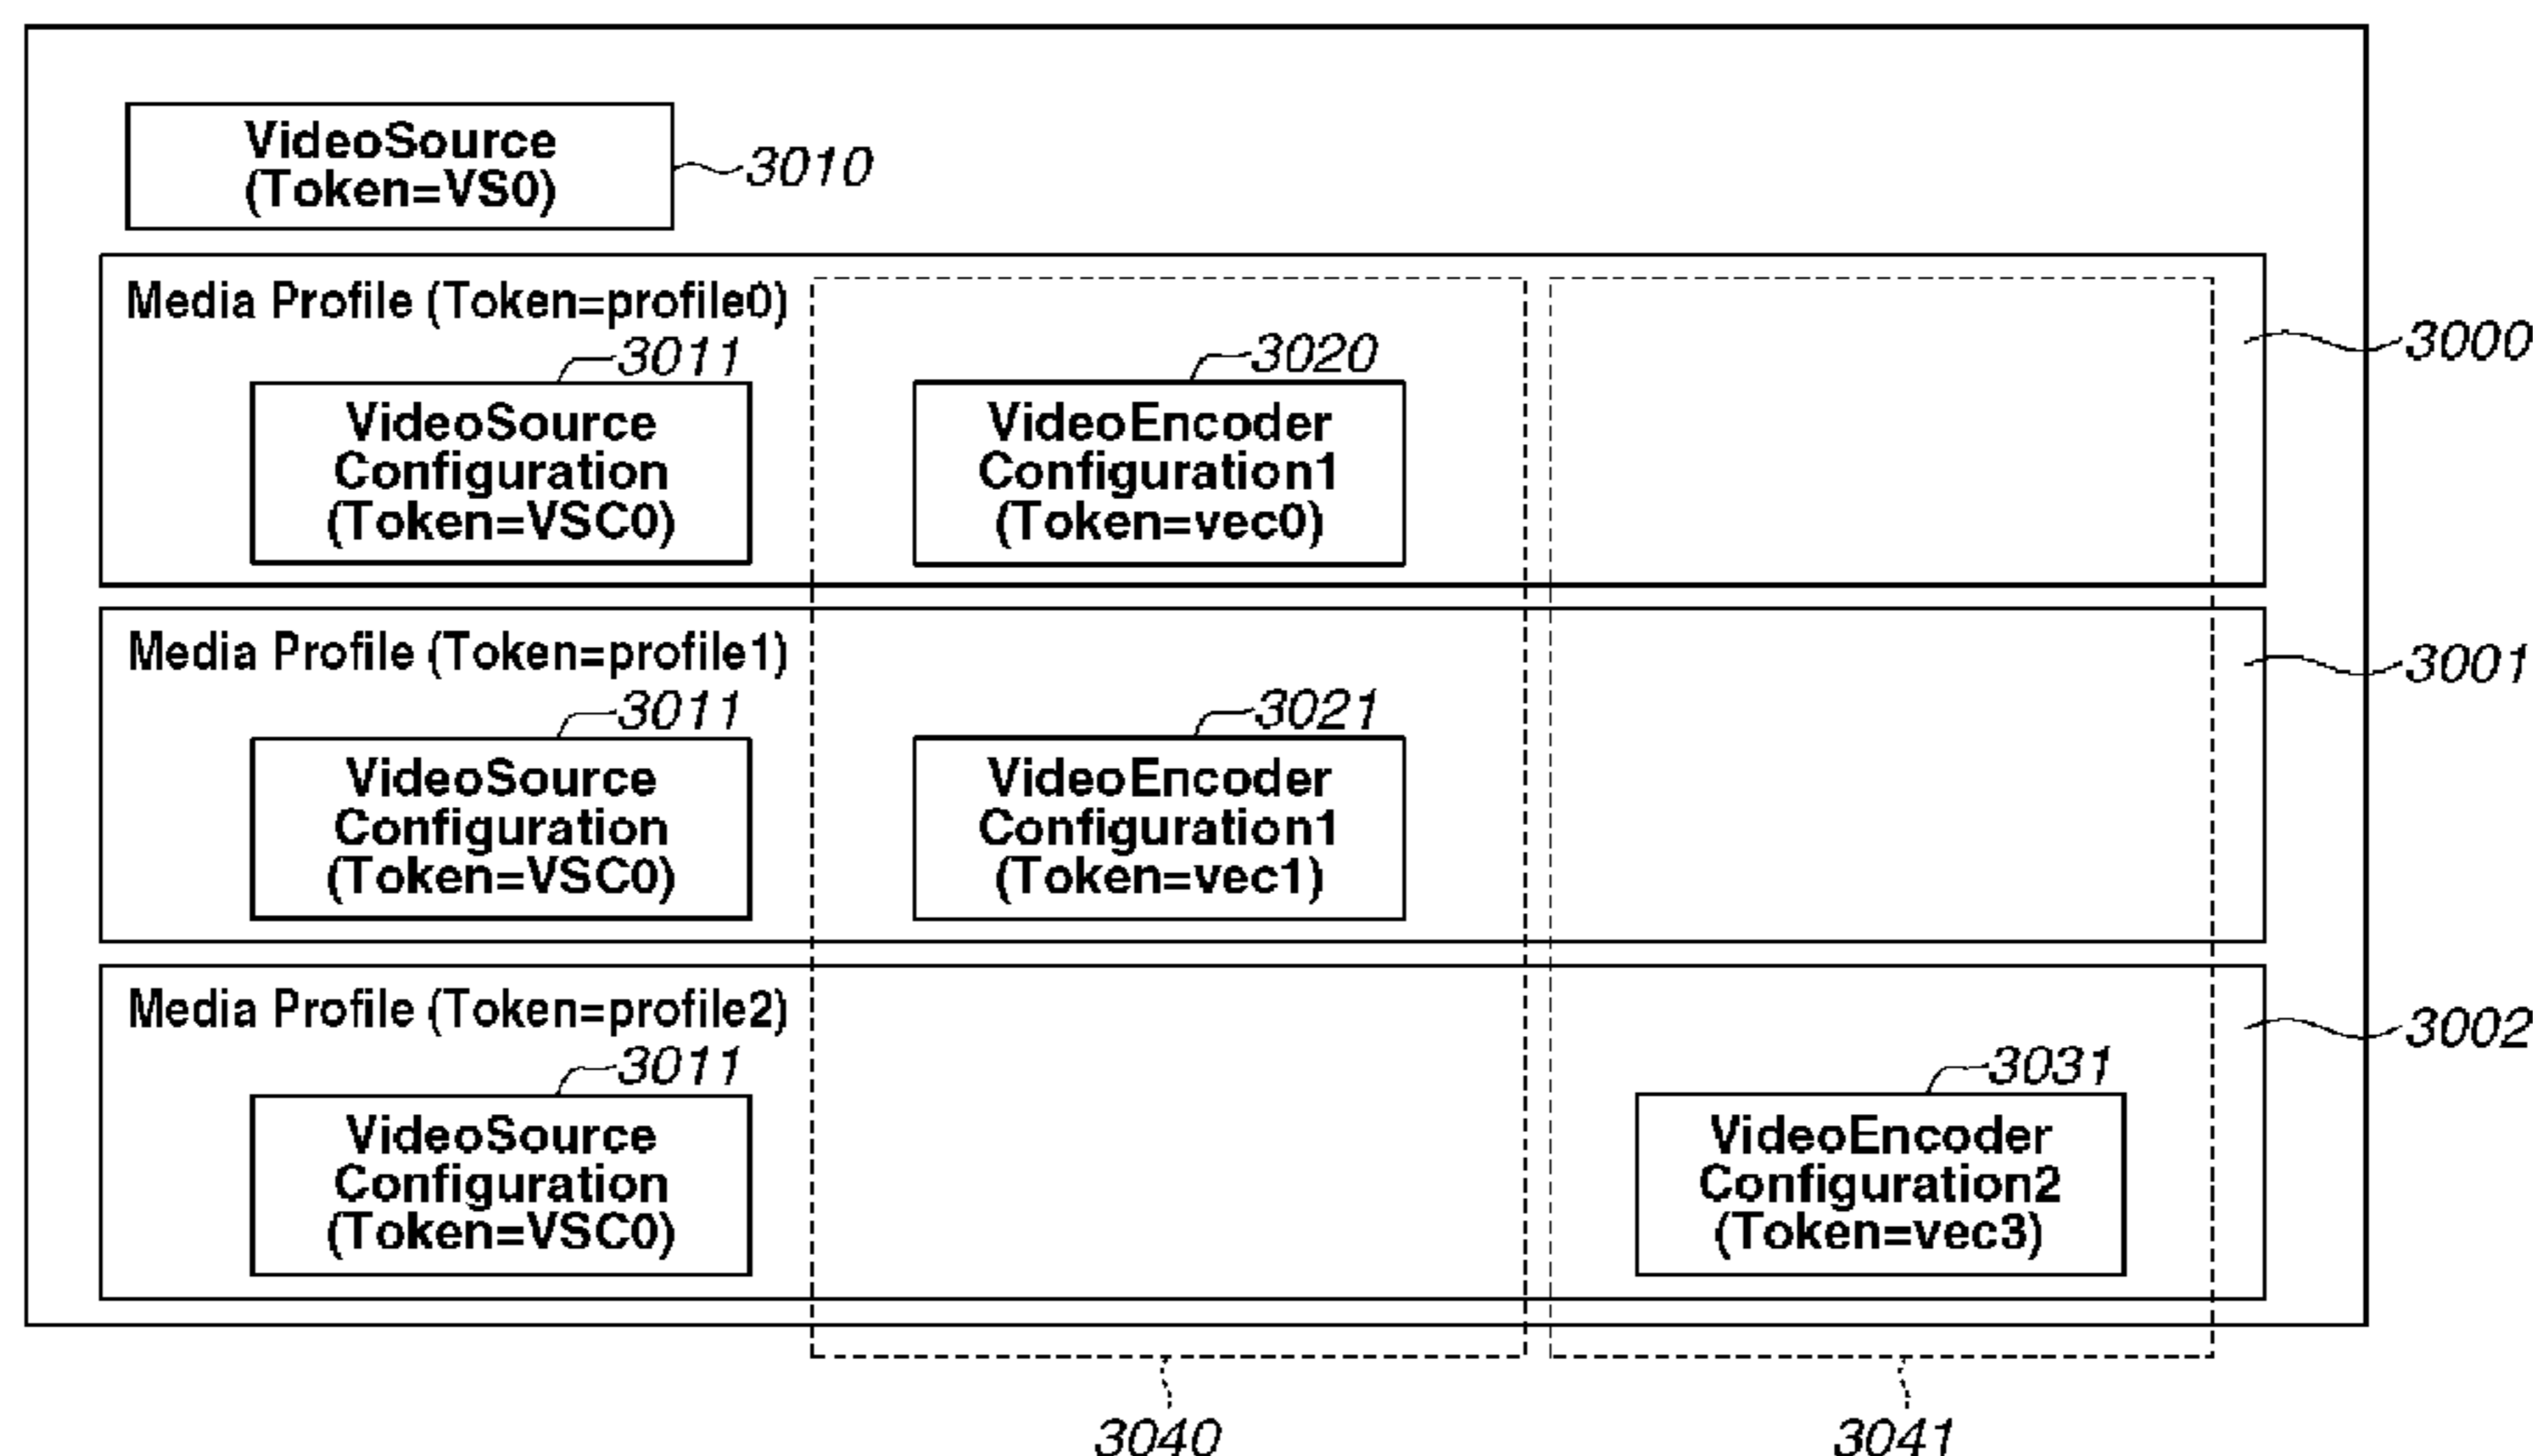 VideoSource
(Token=VS0)
3010
Media Profile (Token=profile0)
3000
3011
VideoSource
Configuration
(Token=VSC0)
3020
VideoEncoder
Configuration1
(Token=vec0)
Media Profile (Token=profile1)
3001
3011
VideoSource
Configuration
(Token=VSC0)
3021
VideoEncoder
Configuration1
(Token=vec1)
Media Profile (Token=profile2)
3002
3011
VideoSource
Configuration
(Token=VSC0)
3031
VideoEncoder
Configuration2
(Token=vec3)
3040
3041